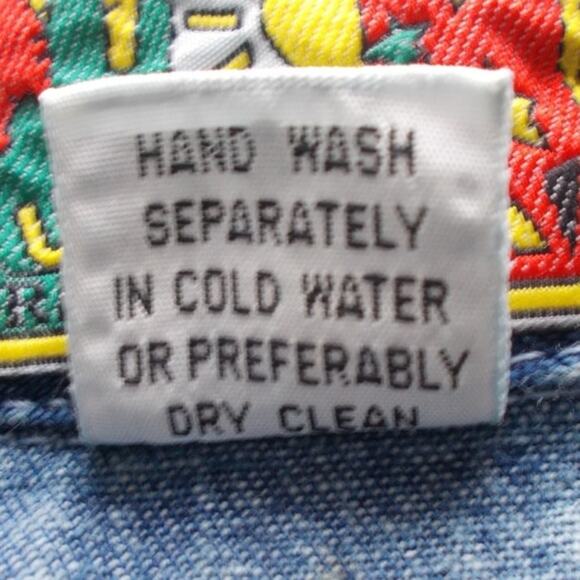 HAND WASH
SEPARATELY
IN COLD WATER
OR PREFERABLY
DRY CLEAN